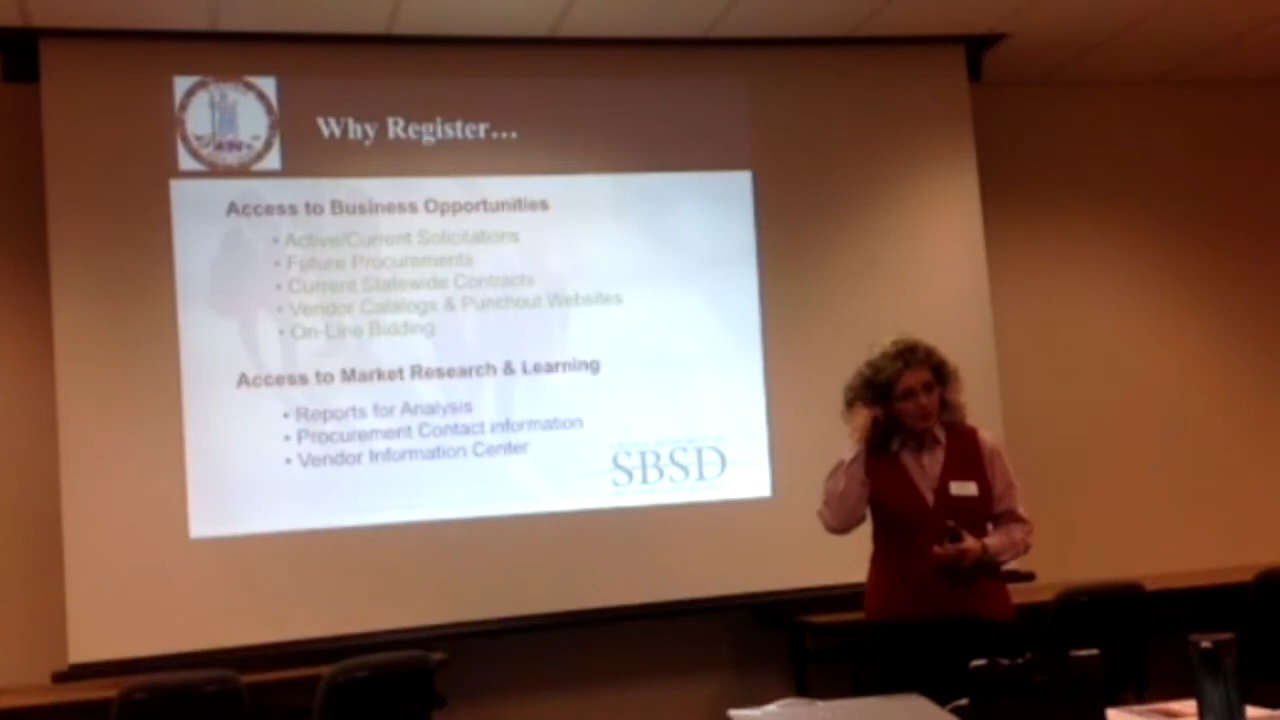 Why Register...
Access to Business Opportunities
• Active/Current Solicitations
• Future Procurements
• Current Statewide Contracts
• Vendor Catalogs & Punchout Websites
• On-Line Bidding
Access to Market Research & Learning
• Reports for Analysis
• Procurement Contact information
• Vendor Information Center
SBSD